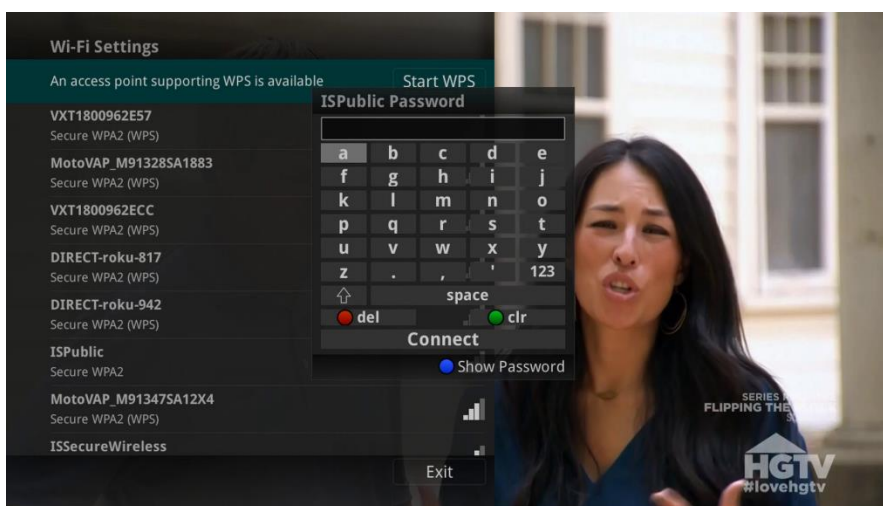 Wi-Fi Settings
An access point supporting WPS is available
Start WPS
VXT1800962E57
Secure WPA2 (WPS)
MotoVAP_M91328SA1883
Secure WPA2 (WPS)
VXT1800962ECC
Secure WPA2 (WPS)
DIRECT-roku-817
Secure WPA2 (WPS)
DIRECT-roku-942
Secure WPA2 (WPS)
ISPublic
Secure WPA2
MotoVAP_M91347SA12X4
Secure WPA2 (WPS)
ISSecureWireless
Exit
ISPublic Password
a b c d e
f g h i j
k l m n o
p q r s t
u v w x y
z . , ' 123
space
del clr
Connect
Show Password
SERIES
FLIPPING THE
HGTV
#lovehgtv